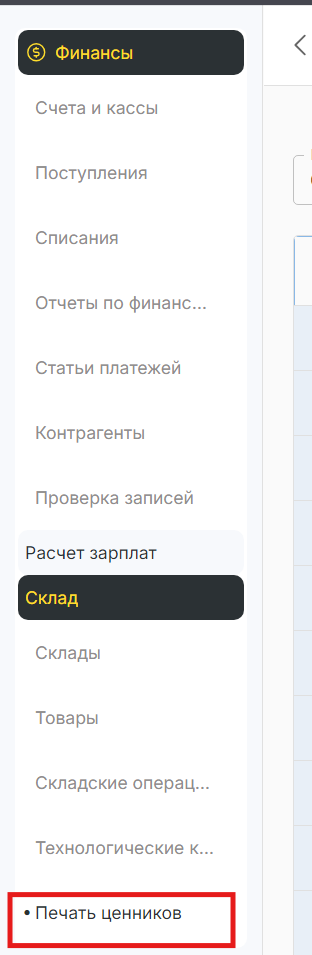 Финансы
Счета и кассы
Поступления
Списания
Отчеты по финанс...
Статьи платежей
Контрагенты
Проверка записей
Расчет зарплат
Склад
Склады
Товары
Складские операц...
Технологические к...
• Печать ценников